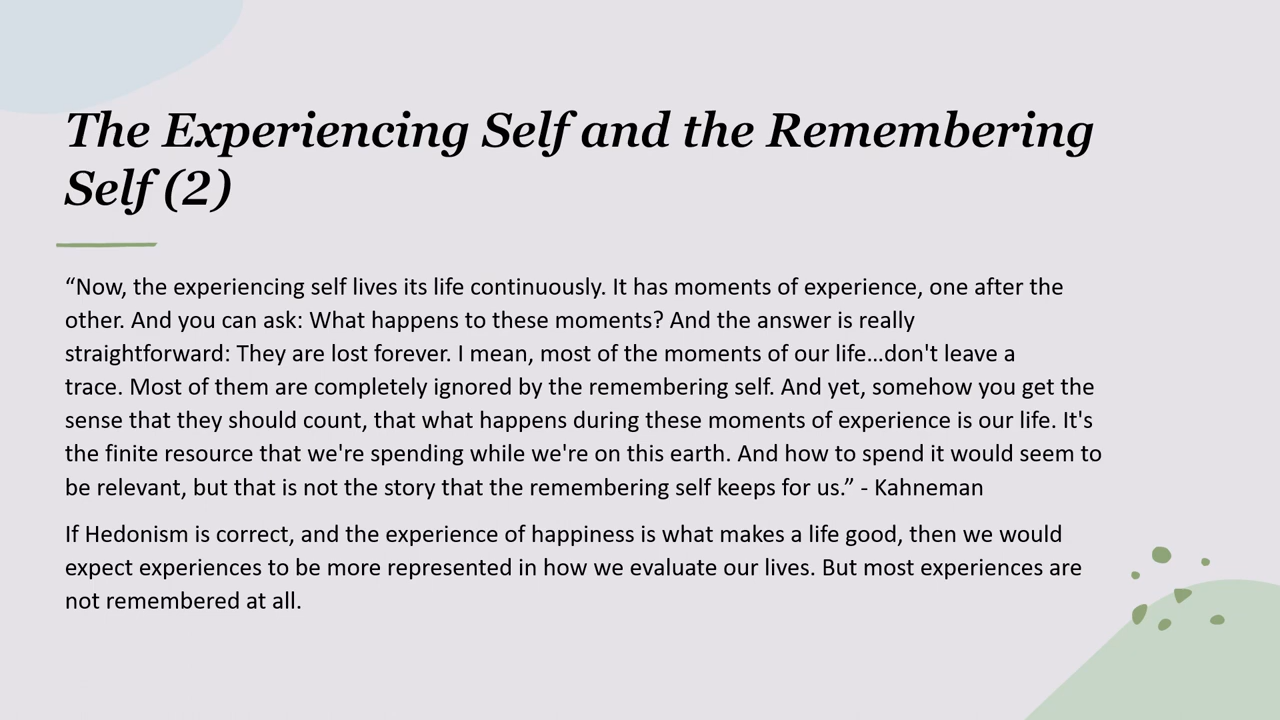 The Experiencing Self and the Remembering
Self (2)
“Now, the experiencing self lives its life continuously. It has moments of experience, one after the
other. And you can ask: What happens to these moments? And the answer is really
straightforward: They are lost forever. I mean, most of the moments of our life…don't leave a
trace. Most of them are completely ignored by the remembering self. And yet, somehow you get the
sense that they should count, that what happens during these moments of experience is our life. It's
the finite resource that we're spending while we're on this earth. And how to spend it would seem to
be relevant, but that is not the story that the remembering self keeps for us.” - Kahneman
If Hedonism is correct, and the experience of happiness is what makes a life good, then we would
expect experiences to be more represented in how we evaluate our lives. But most experiences are
not remembered at all.